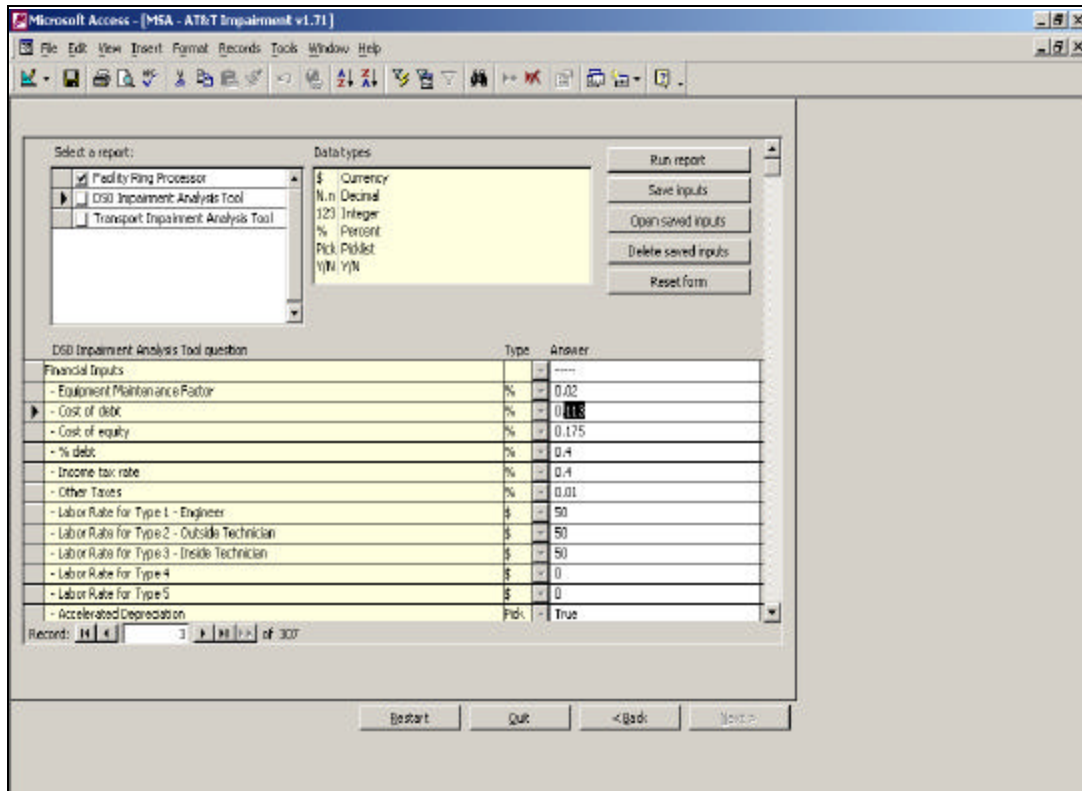 Microsoft Access - [MSA - AT&T Impairment v1.71]
File Edit View Insert Format Records Tools Window Help
Select a report:
Facility Ring Processor
DS0 Impairment Analysis Tool
Transport Impairment Analysis Tool
Data types
$ Currency
N.n Decimal
123 Integer
% Percent
Pick Picklist
Y/N Y/N
Run report
Save inputs
Open saved inputs
Delete saved inputs
Reset form
DS0 Impairment Analysis Tool question Type Answer
Financial Inputs -----
- Equipment Maintenance Factor % 0.02
- Cost of debt % 0.113
- Cost of equity % 0.175
- % debt % 0.4
- Income tax rate % 0.4
- Other Taxes % 0.01
- Labor Rate for Type 1 - Engineer $ 50
- Labor Rate for Type 2 - Outside Technician $ 50
- Labor Rate for Type 3 - Inside Technician $ 50
- Labor Rate for Type 4 $ 0
- Labor Rate for Type 5 $ 0
- Accelerated Depreciation Pick True
Record: 3 of 307
Restart Quit < Back Next >